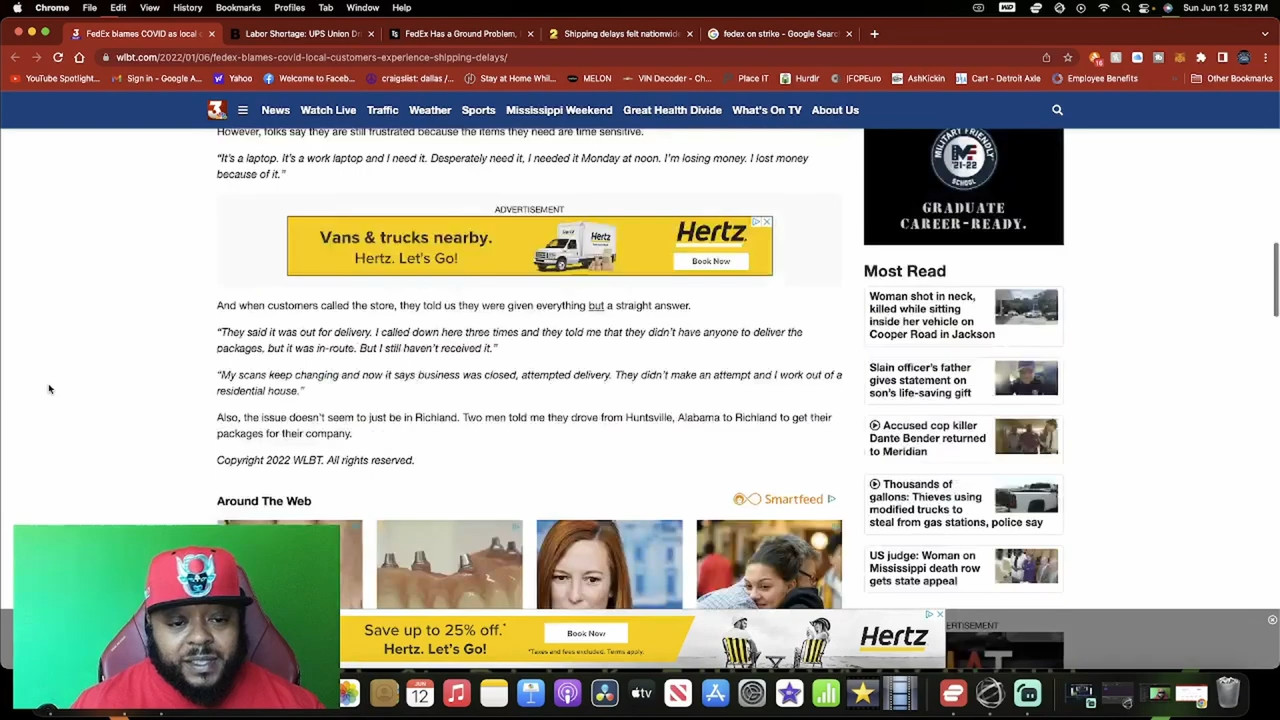 Chrome File Edit View History Bookmarks Profiles Tab Window Help
Sun Jun 12 5:32 PM
FedEx blames COVID as local c
Labor Shortage: UPS Union Dr
FedEx Has a Ground Problem,
Shipping delays felt nationwid
fedex on strike - Google Sear
wlbt.com/2022/01/06/fedex-blames-covid-local-customers-experience-shipping-delays/
YouTube Spotlight... Sign in - Google A... Yahoo Welcome to Faceb... craigslist: dallas /... Stay at Home Whil... MELON VIN Decoder - Ch... Place IT Hurdlr |FCPEuro AshKickin Cart - Detroit Axle Employee Benefits Other Bookmarks
3 News Watch Live Traffic Weather Sports Mississippi Weekend Great Health Divide What's On TV About Us
However, folks say they are still frustrated because the items they need are time sensitive.
“It’s a laptop. It’s a work laptop and I need it. Desperately need it, I needed it Monday at noon. I’m losing money. I lost money
because of it.”
ADVERTISEMENT
Vans & trucks nearby.
Hertz. Let's Go!
Hertz
Hertz.
Book Now
And when customers called the store, they told us they were given everything but a straight answer.
“They said it was out for delivery. I called down here three times and they told me that they didn’t have anyone to deliver the
packages, but it was in-route. But I still haven’t received it.”
“My scans keep changing and now it says business was closed, attempted delivery. They didn’t make an attempt and I work out of a
residential house.”
Also, the issue doesn’t seem to just be in Richland. Two men told me they drove from Huntsville, Alabama to Richland to get their
packages for their company.
Copyright 2022 WLBT. All rights reserved.
Around The Web
Smartfeed
MILITARY FRIENDLY
MF
'21-22
SCHOOL
GRADUATE
CAREER-READY.
Most Read
Woman shot in neck,
killed while sitting
inside her vehicle on
Cooper Road in Jackson
Slain officer’s father
gives statement on
son’s life-saving gift
Accused cop killer
Dante Bender returned
to Meridian
Thousands of
gallons: Thieves using
modified trucks to
steal from gas stations, police say
US judge: Woman on
Mississippi death row
gets state appeal
Save up to 25% off.*
Hertz. Let's Go!
Book Now
*Taxes and fees excluded. Terms apply.
Hertz
JUN
12
tv